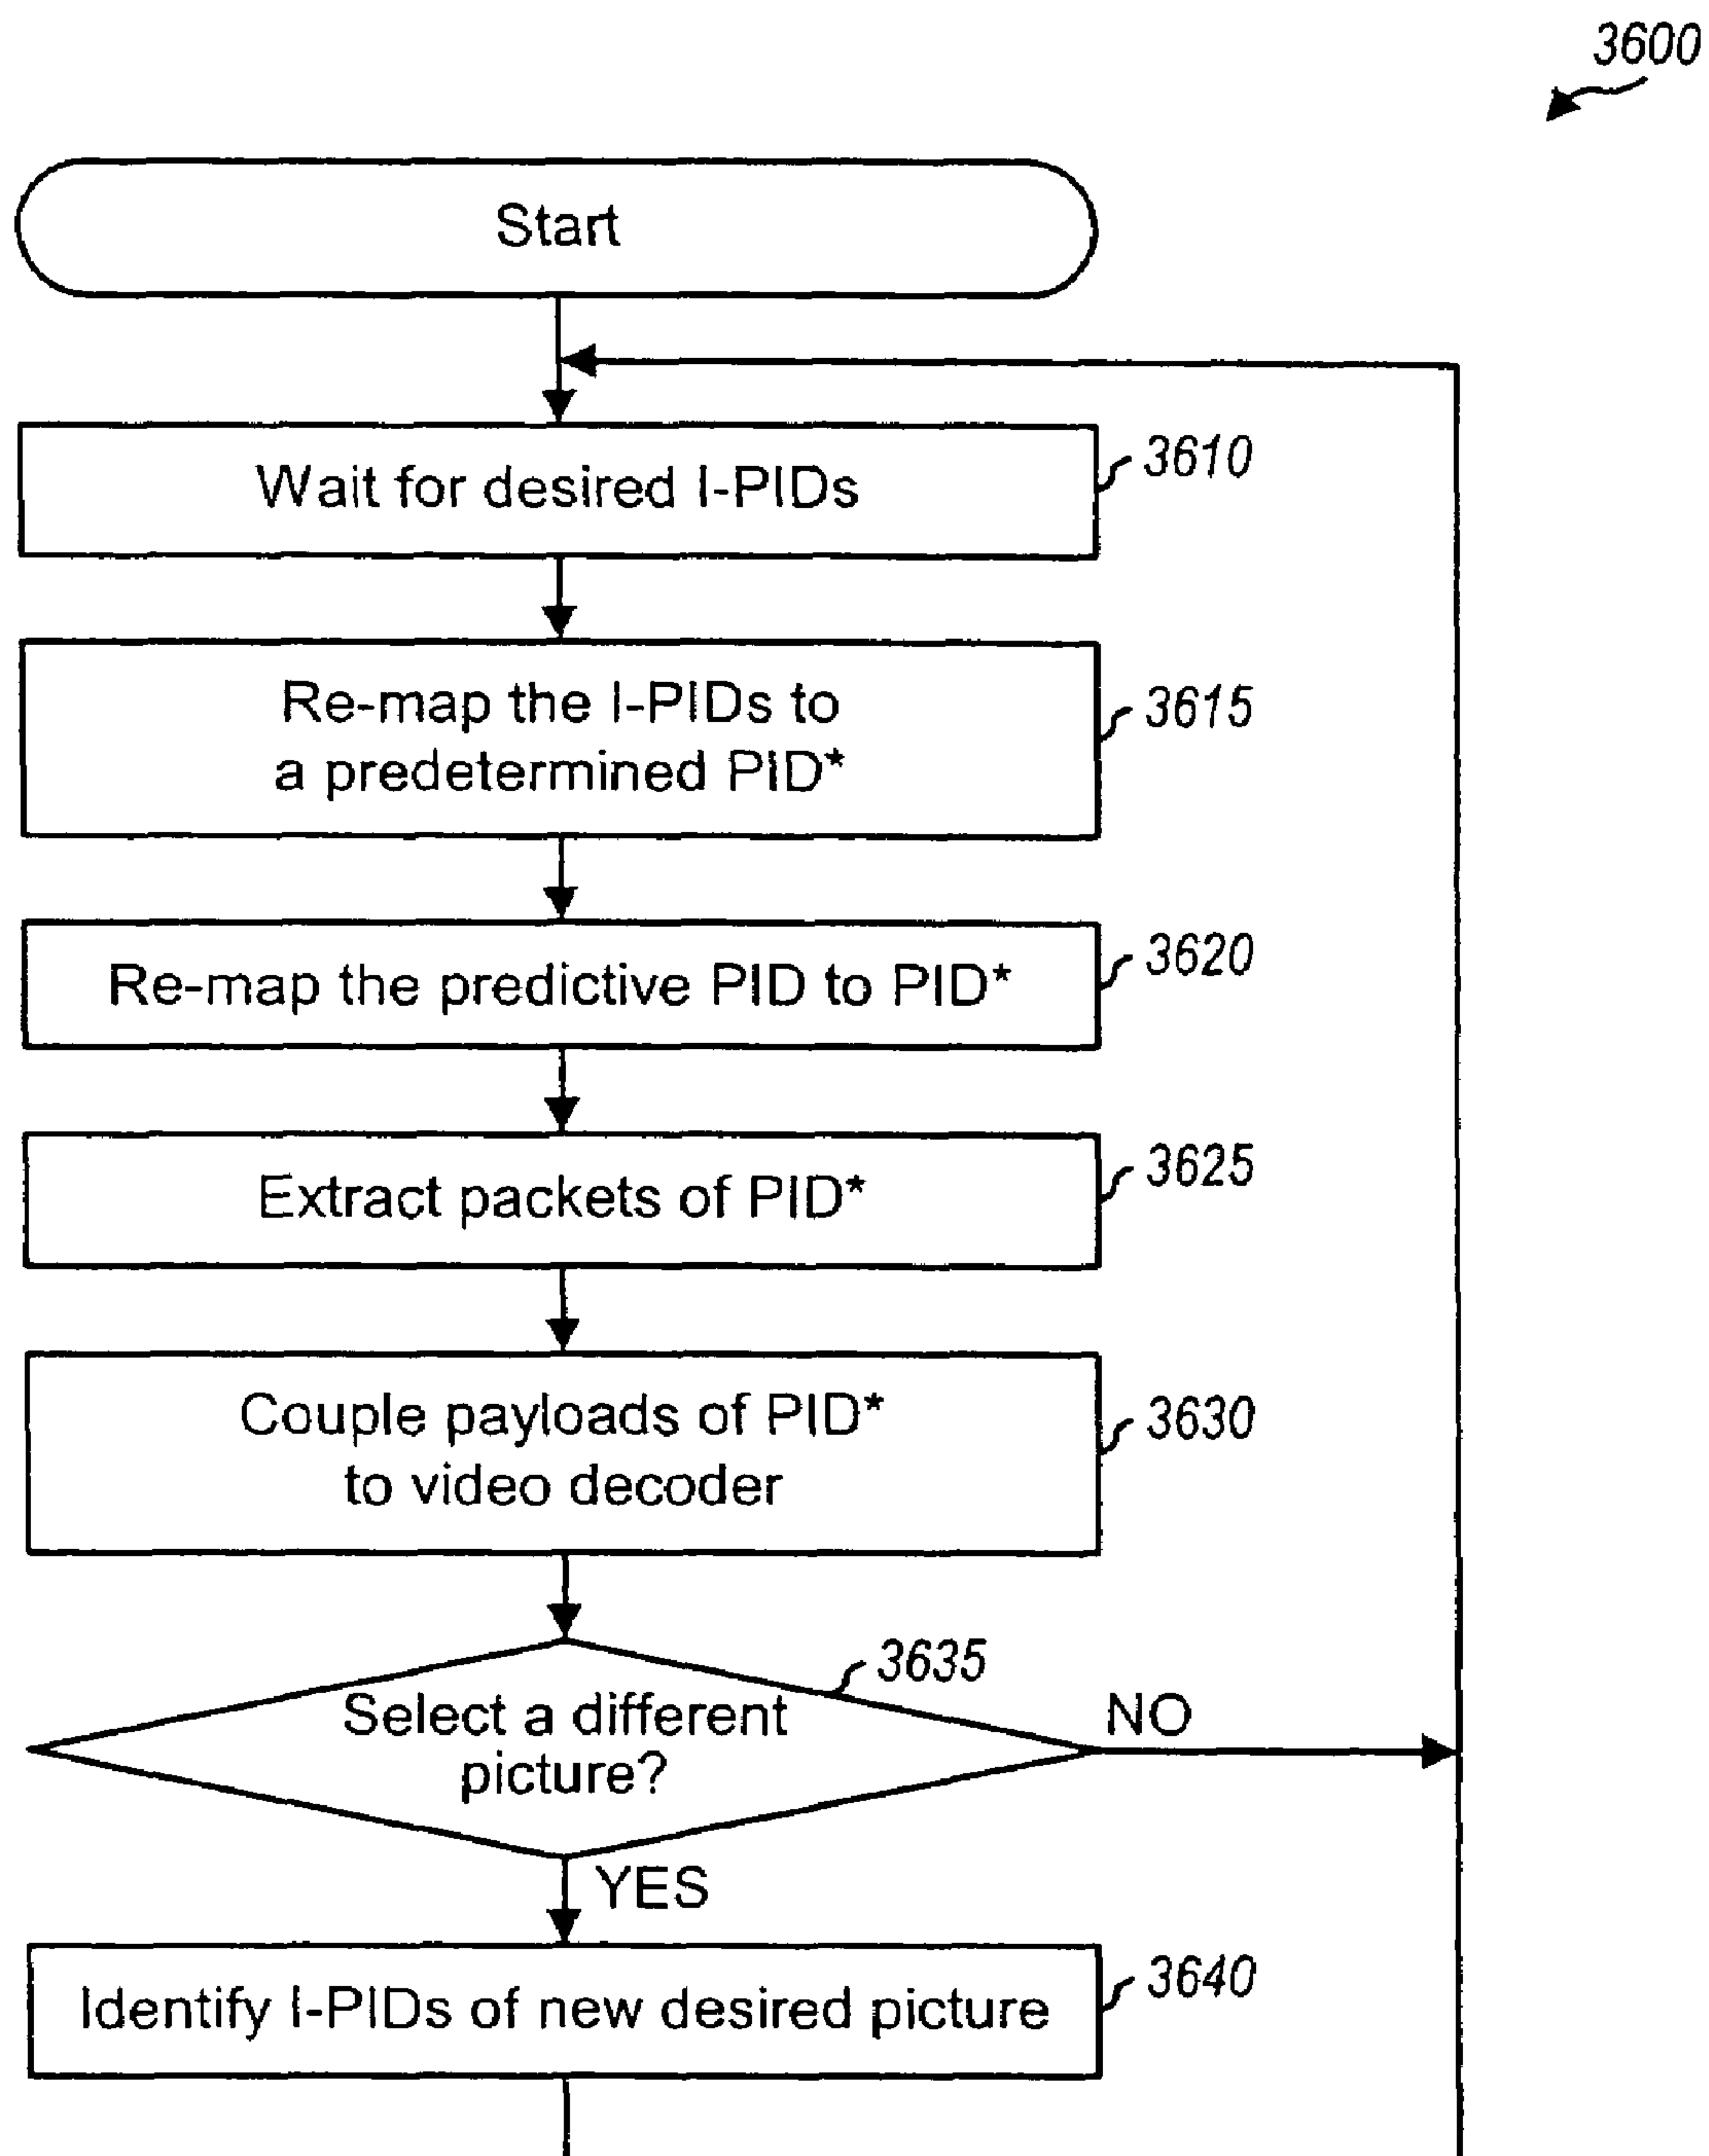 3600
Start
Wait for desired I-PIDs
3610
Re-map the I-PIDs to
a predetermined PID*
3615
Re-map the predictive PID to PID*
3620
Extract packets of PID*
3625
Couple payloads of PID*
to video decoder
3630
3635
Select a different
picture?
NO
YES
Identify I-PIDs of new desired picture
3640